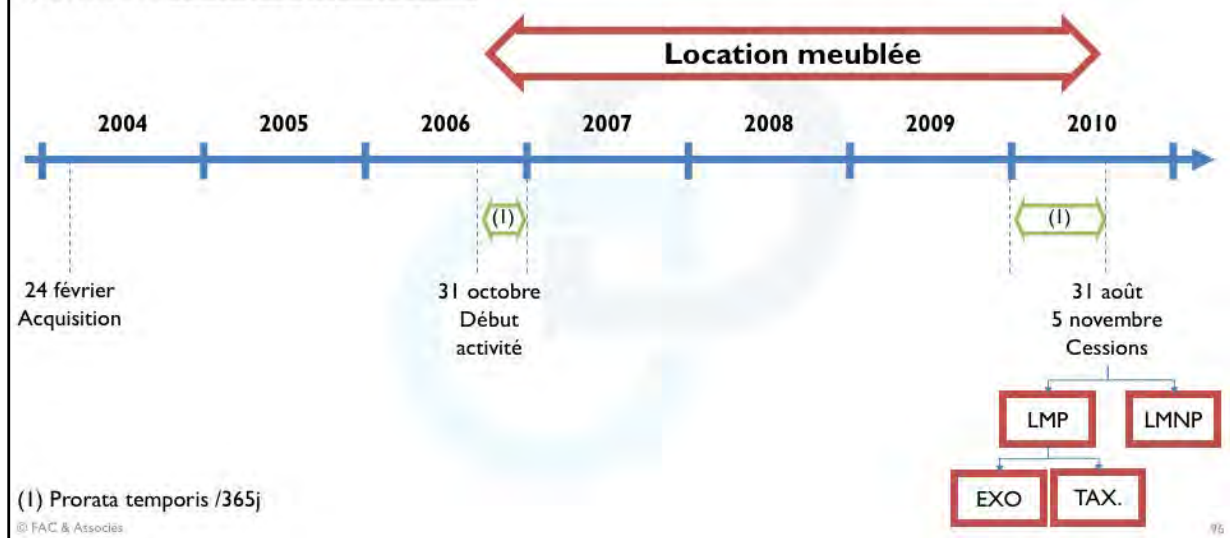 Location meublée
2004 2005 2006 2007 2008 2009 2010
(1) (1)
24 février
Acquisition
31 octobre
Début
activité
31 août
5 novembre
Cessions
LMP LMNP
EXO TAX.
(1) Prorata temporis /365j
© FAC & Associés
96